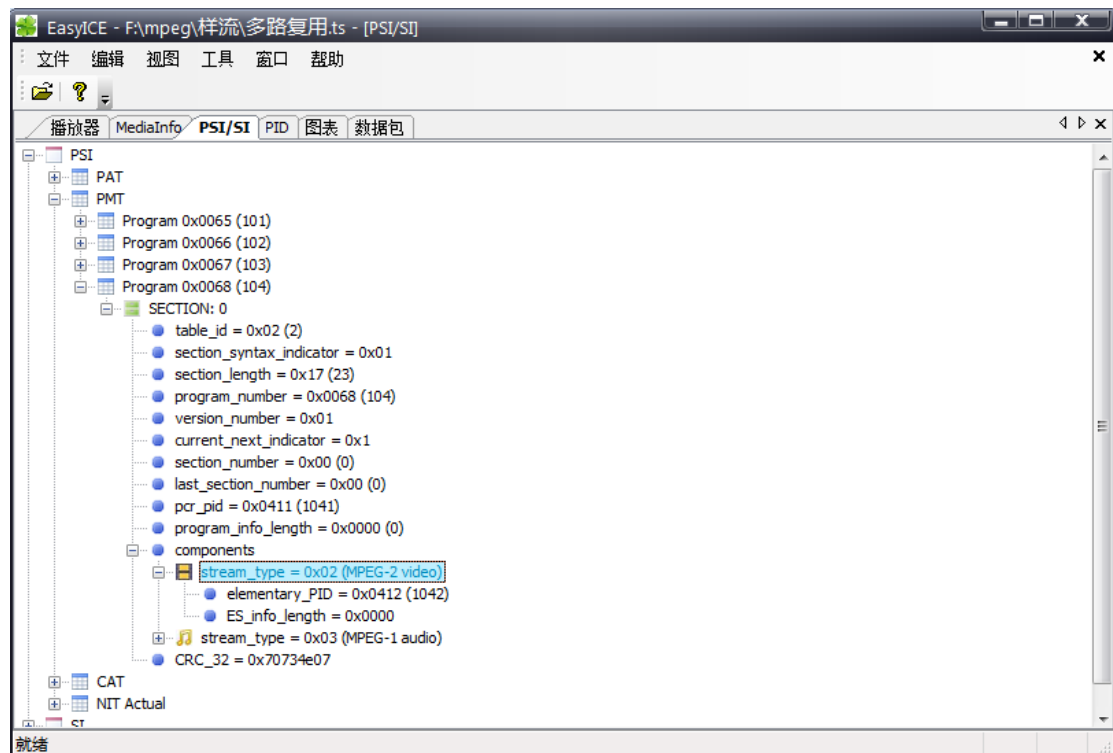 EasyICE - F:\mpeg\样流\多路复用.ts - [PSI/SI]
文件 编辑 视图 工具 窗口 帮助
播放器 MediaInfo PSI/SI PID 图表 数据包
PSI
PAT
PMT
Program 0x0065 (101)
Program 0x0066 (102)
Program 0x0067 (103)
Program 0x0068 (104)
SECTION: 0
table_id = 0x02 (2)
section_syntax_indicator = 0x01
section_length = 0x17 (23)
program_number = 0x0068 (104)
version_number = 0x01
current_next_indicator = 0x1
section_number = 0x00 (0)
last_section_number = 0x00 (0)
pcr_pid = 0x0411 (1041)
program_info_length = 0x0000 (0)
components
stream_type = 0x02 (MPEG-2 video)
elementary_PID = 0x0412 (1042)
ES_info_length = 0x0000
stream_type = 0x03 (MPEG-1 audio)
CRC_32 = 0x70734e07
CAT
NIT Actual
SI
就绪